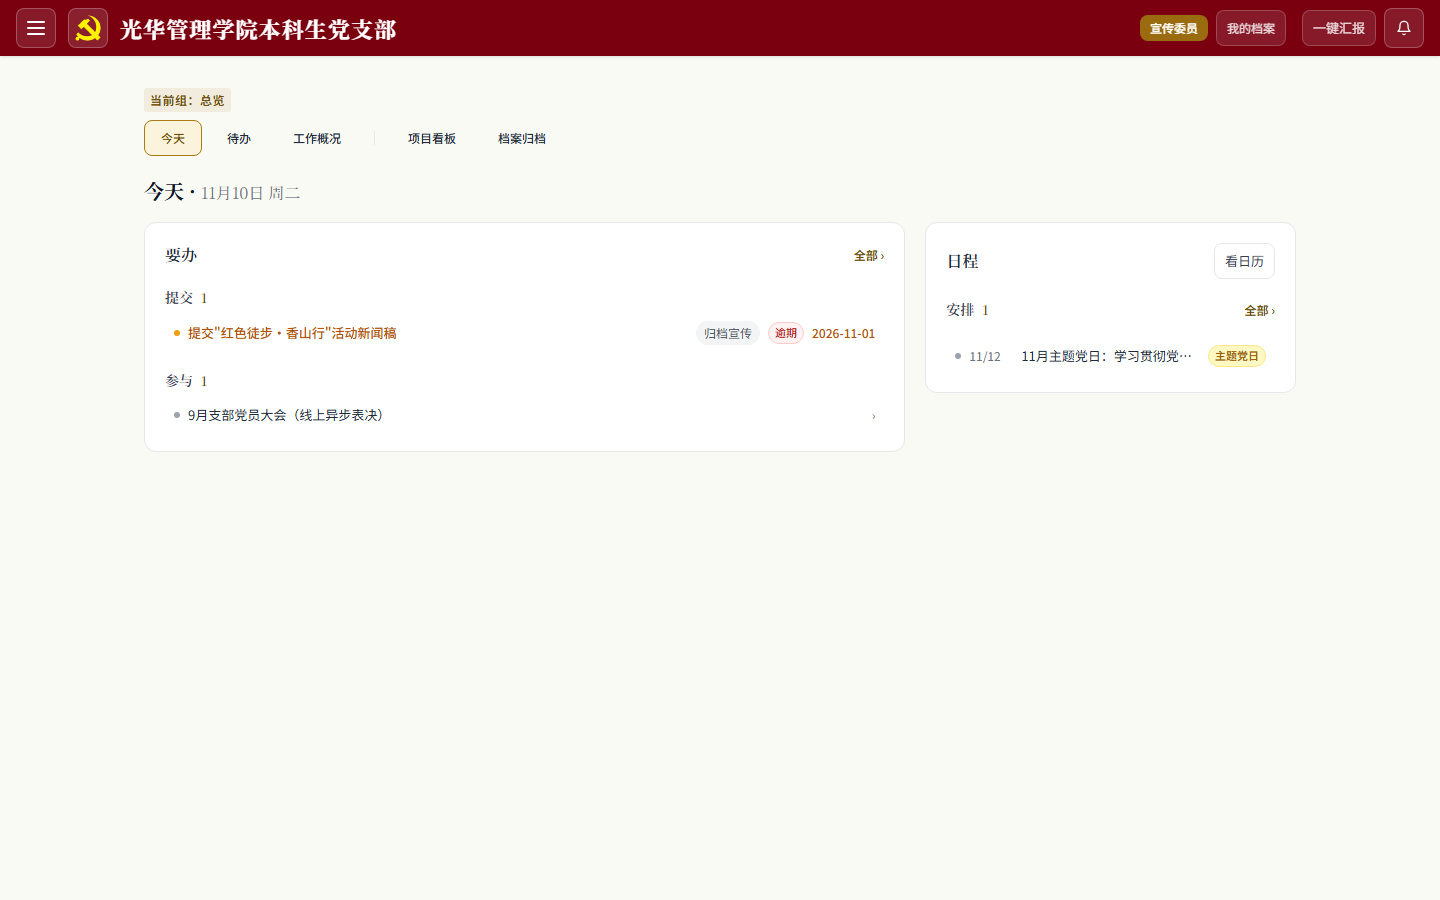 光华管理学院本科生党支部
宣传委员
我的档案
一键汇报
当前组：总览
今天
待办
工作概况
项目看板
档案归档
今天 · 11月10日 周二
要办
全部 ›
提交 1
提交"红色徒步·香山行"活动新闻稿
归档宣传
逾期
2026-11-01
参与 1
9月支部党员大会（线上异步表决）
›
日程
看日历
安排 1
全部 ›
11/12
11月主题党日：学习贯彻党…
主题党日